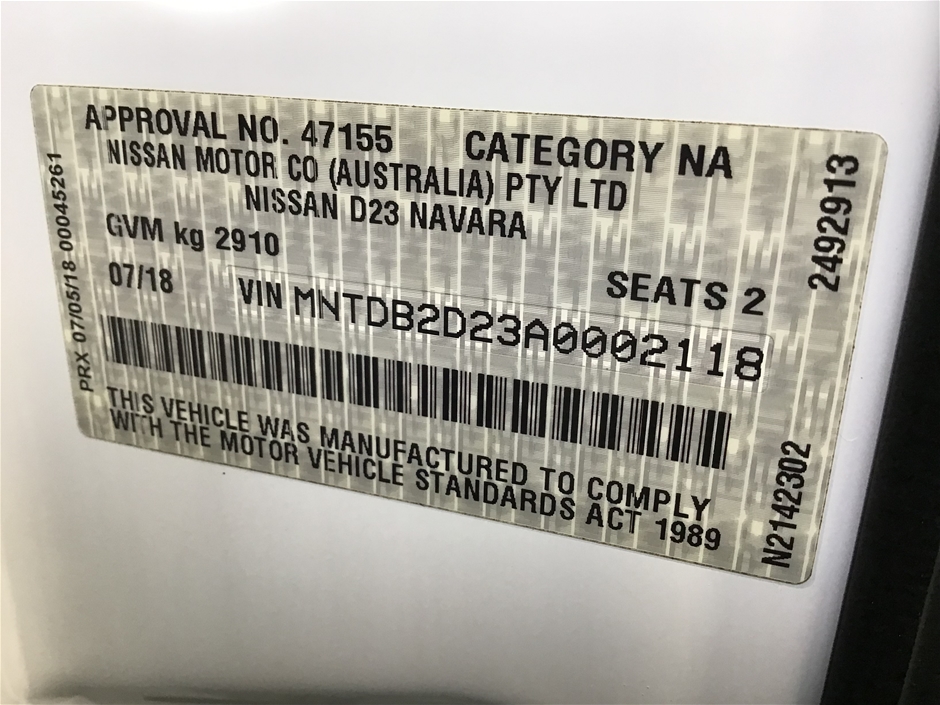 APPROVAL NO. 47155 CATEGORY NA
NISSAN MOTOR CO (AUSTRALIA) PTY LTD
NISSAN D23 NAVARA
GVM kg 2910 SEATS 2
07/18 VIN MNTDB2D23A0002118
THIS VEHICLE WAS MANUFACTURED TO COMPLY
WITH THE MOTOR VEHICLE STANDARDS ACT 1989
PRX 07/05/18-00045261
2492913
N2142302